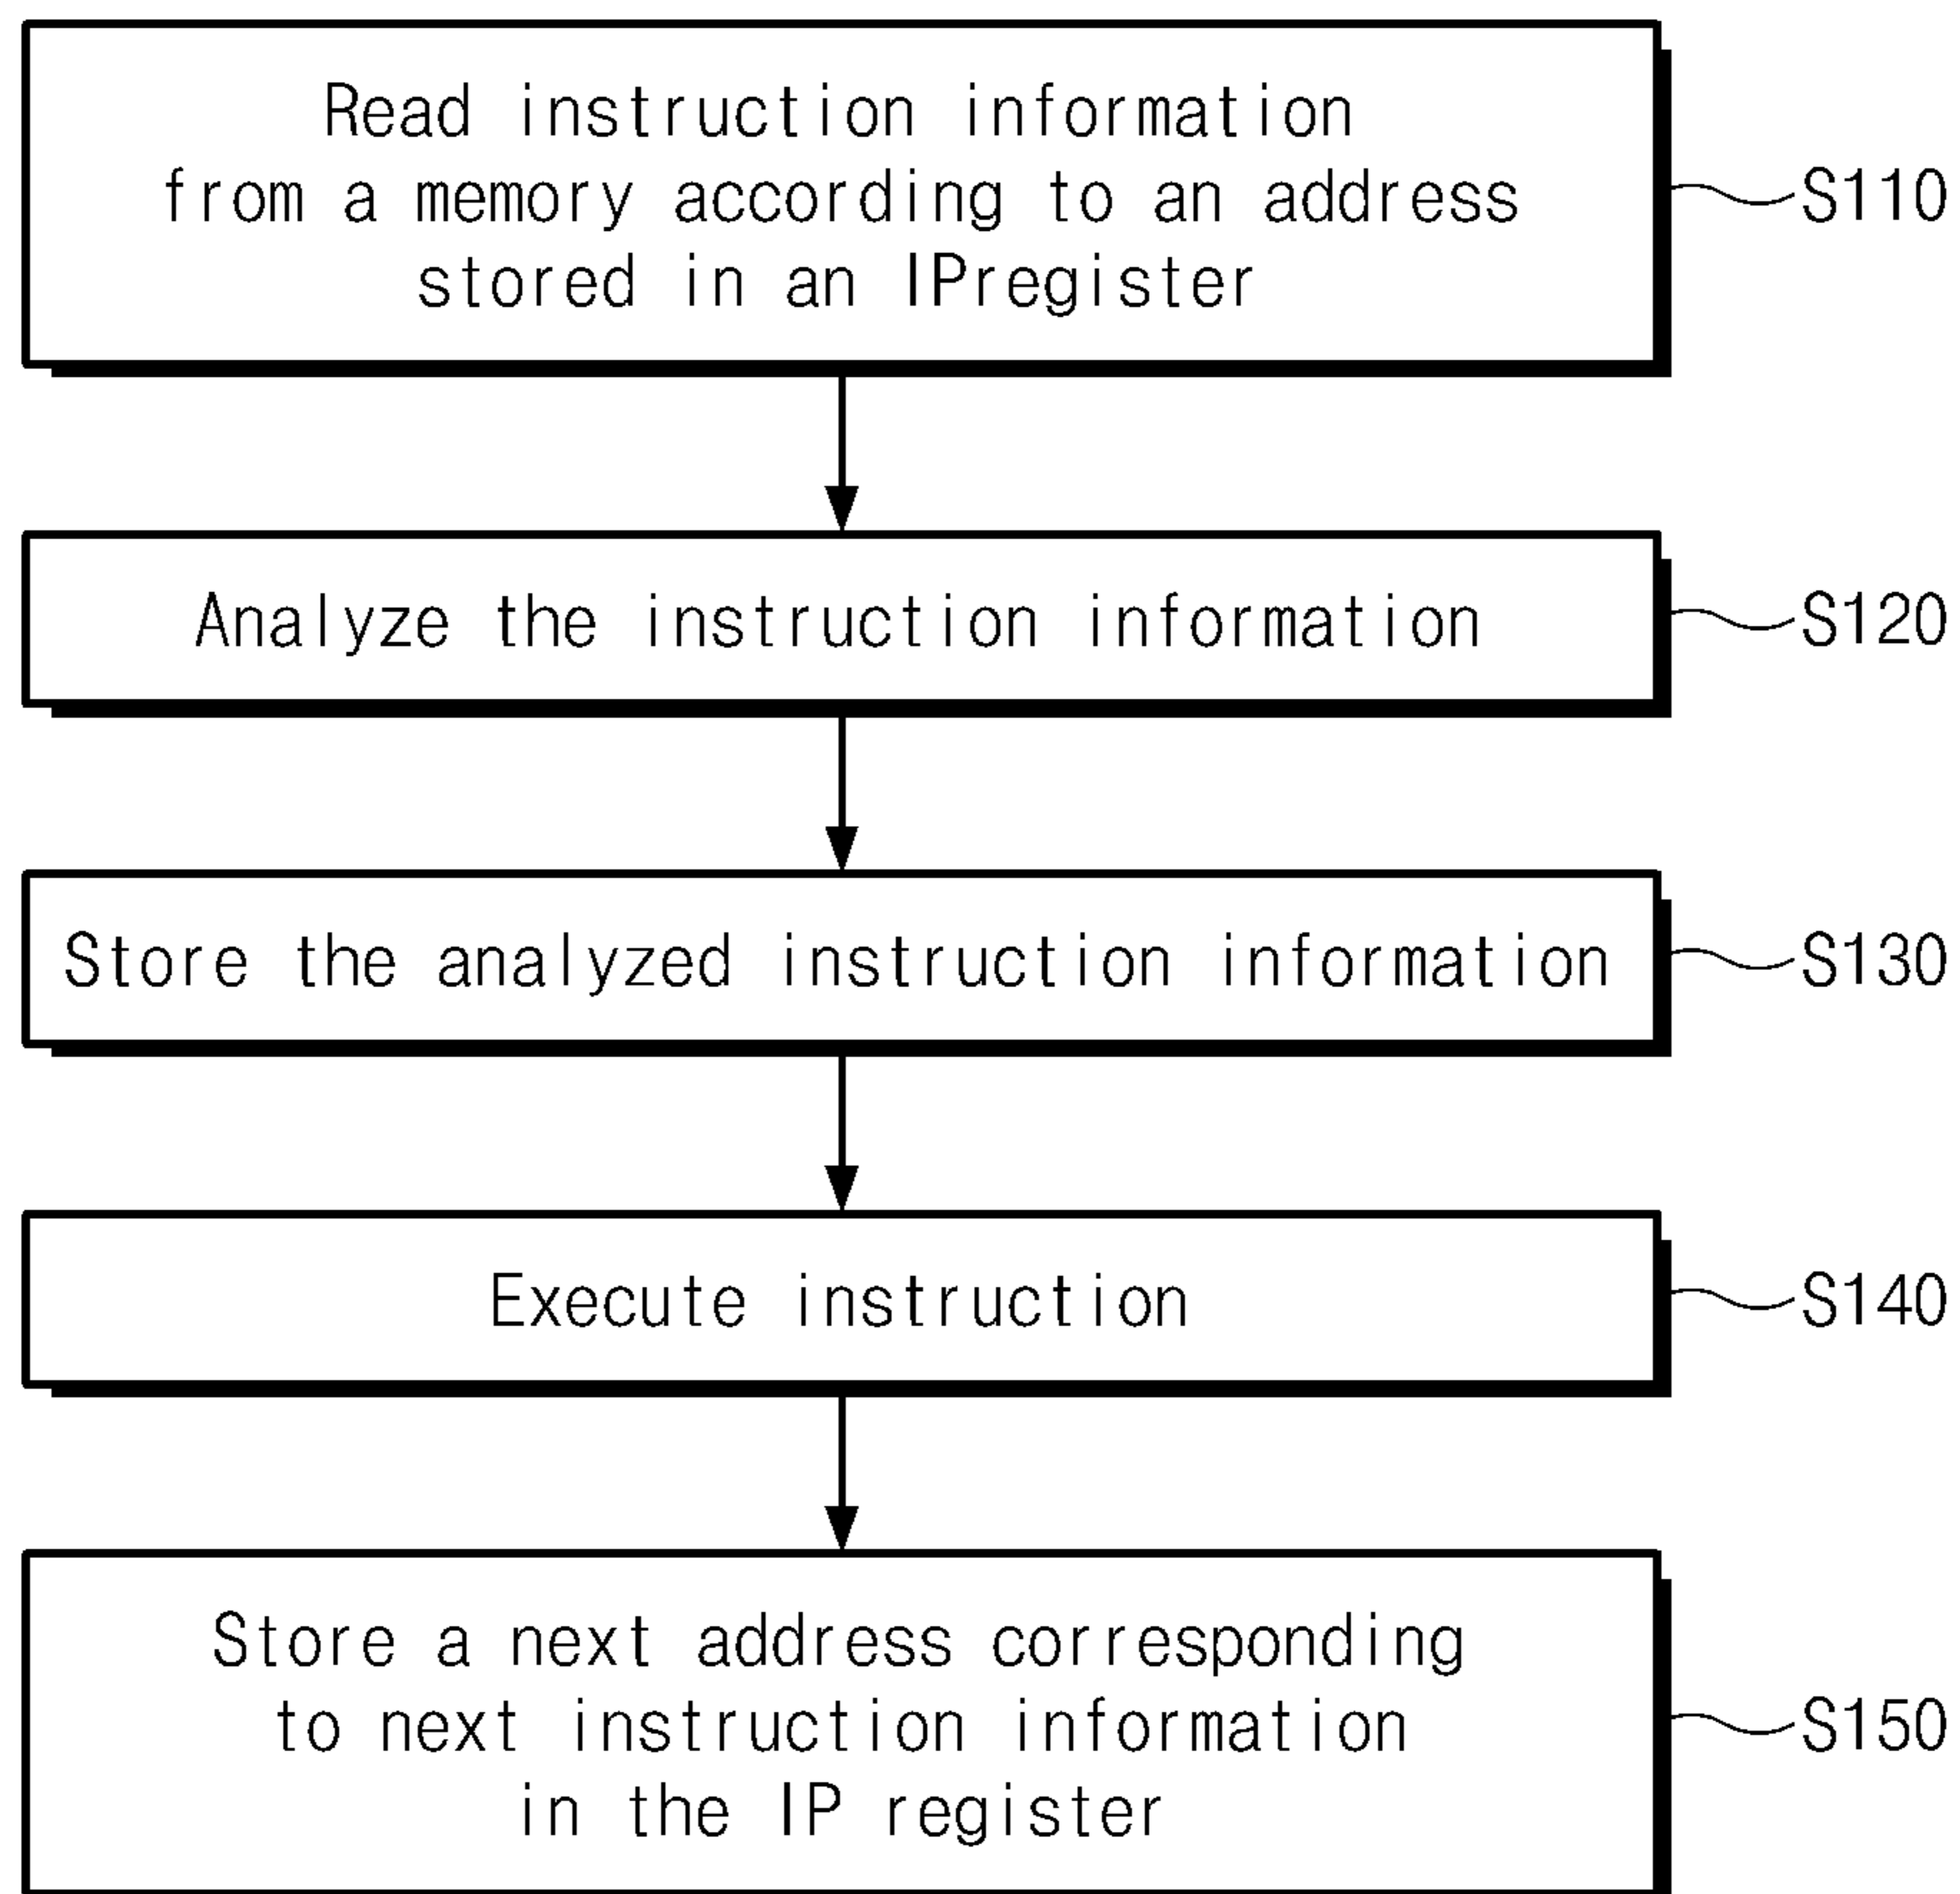 Read instruction information
from a memory according to an address
stored in an IPregister
S110
Analyze the instruction information
S120
Store the analyzed instruction information
S130
Execute instruction
S140
Store a next address corresponding
to next instruction information
in the IP register
S150